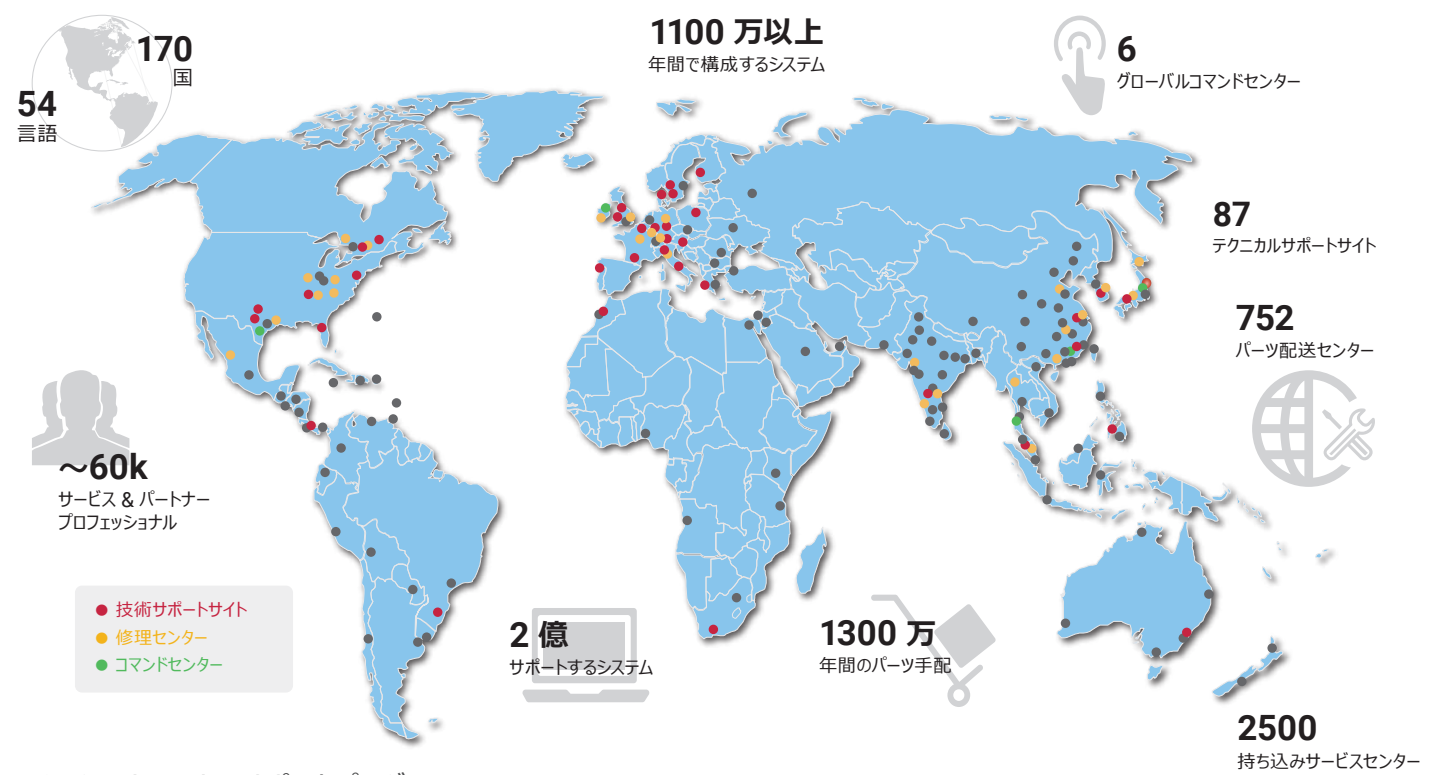 170
国
54
言語
1100 万以上
年間で構成するシステム
6
グローバルコマンドセンター
87
テクニカルサポートサイト
752
パーツ配送センター
～60k
サービス & パートナー
プロフェッショナル
技術サポートサイト
修理センター
コマンドセンター
2 億
サポートするシステム
1300 万
年間のパーツ手配
2500
持ち込みサービスセンター